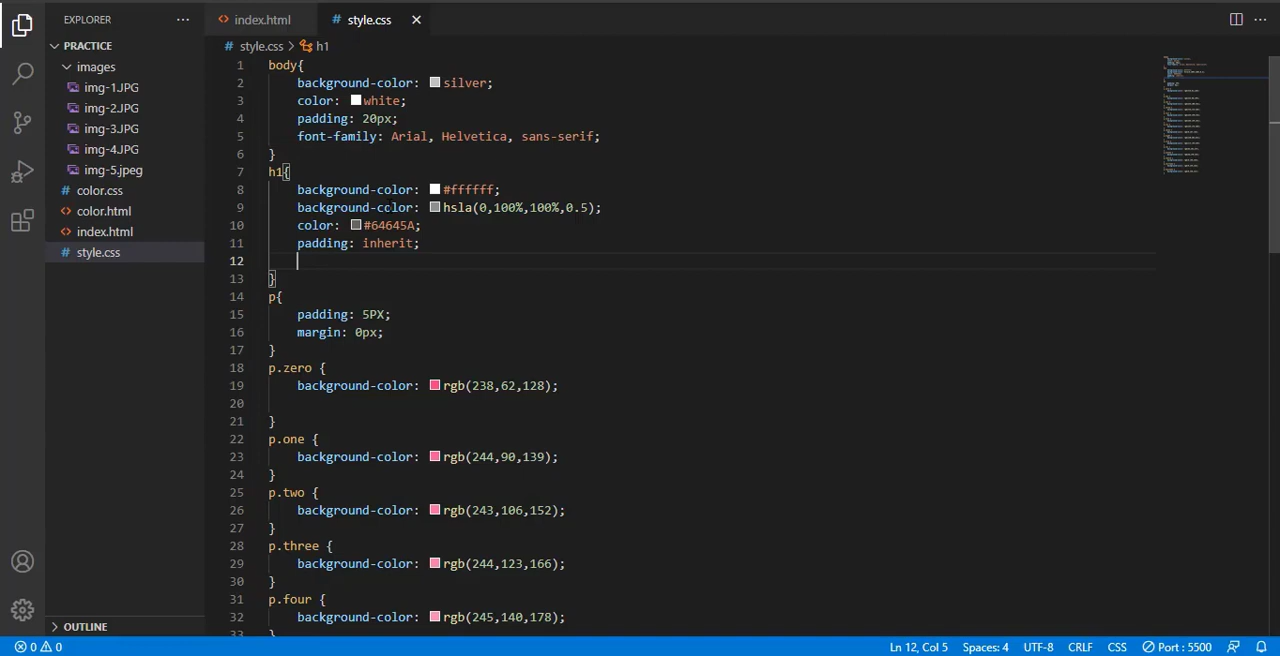 EXPLORER
index.html
style.css
PRACTICE
images
img-1.JPG
img-2.JPG
img-3.JPG
img-4.JPG
img-5.jpeg
color.css
color.html
index.html
style.css
OUTLINE
style.css > h1
1 body{
2 background-color: silver;
3 color: white;
4 padding: 20px;
5 font-family: Arial, Helvetica, sans-serif;
6 }
7 h1{
8 background-color: #ffffff;
9 background-color: hsla(0,100%,100%,0.5);
10 color: #64645A;
11 padding: inherit;
12
13 }
14 p{
15 padding: 5PX;
16 margin: 0px;
17 }
18 p.zero {
19 background-color: rgb(238,62,128);
20
21 }
22 p.one {
23 background-color: rgb(244,90,139);
24 }
25 p.two {
26 background-color: rgb(243,106,152);
27 }
28 p.three {
29 background-color: rgb(244,123,166);
30 }
31 p.four {
32 background-color: rgb(245,140,178);
33 }
0 0 Ln 12, Col 5 Spaces: 4 UTF-8 CRLF CSS Port : 5500